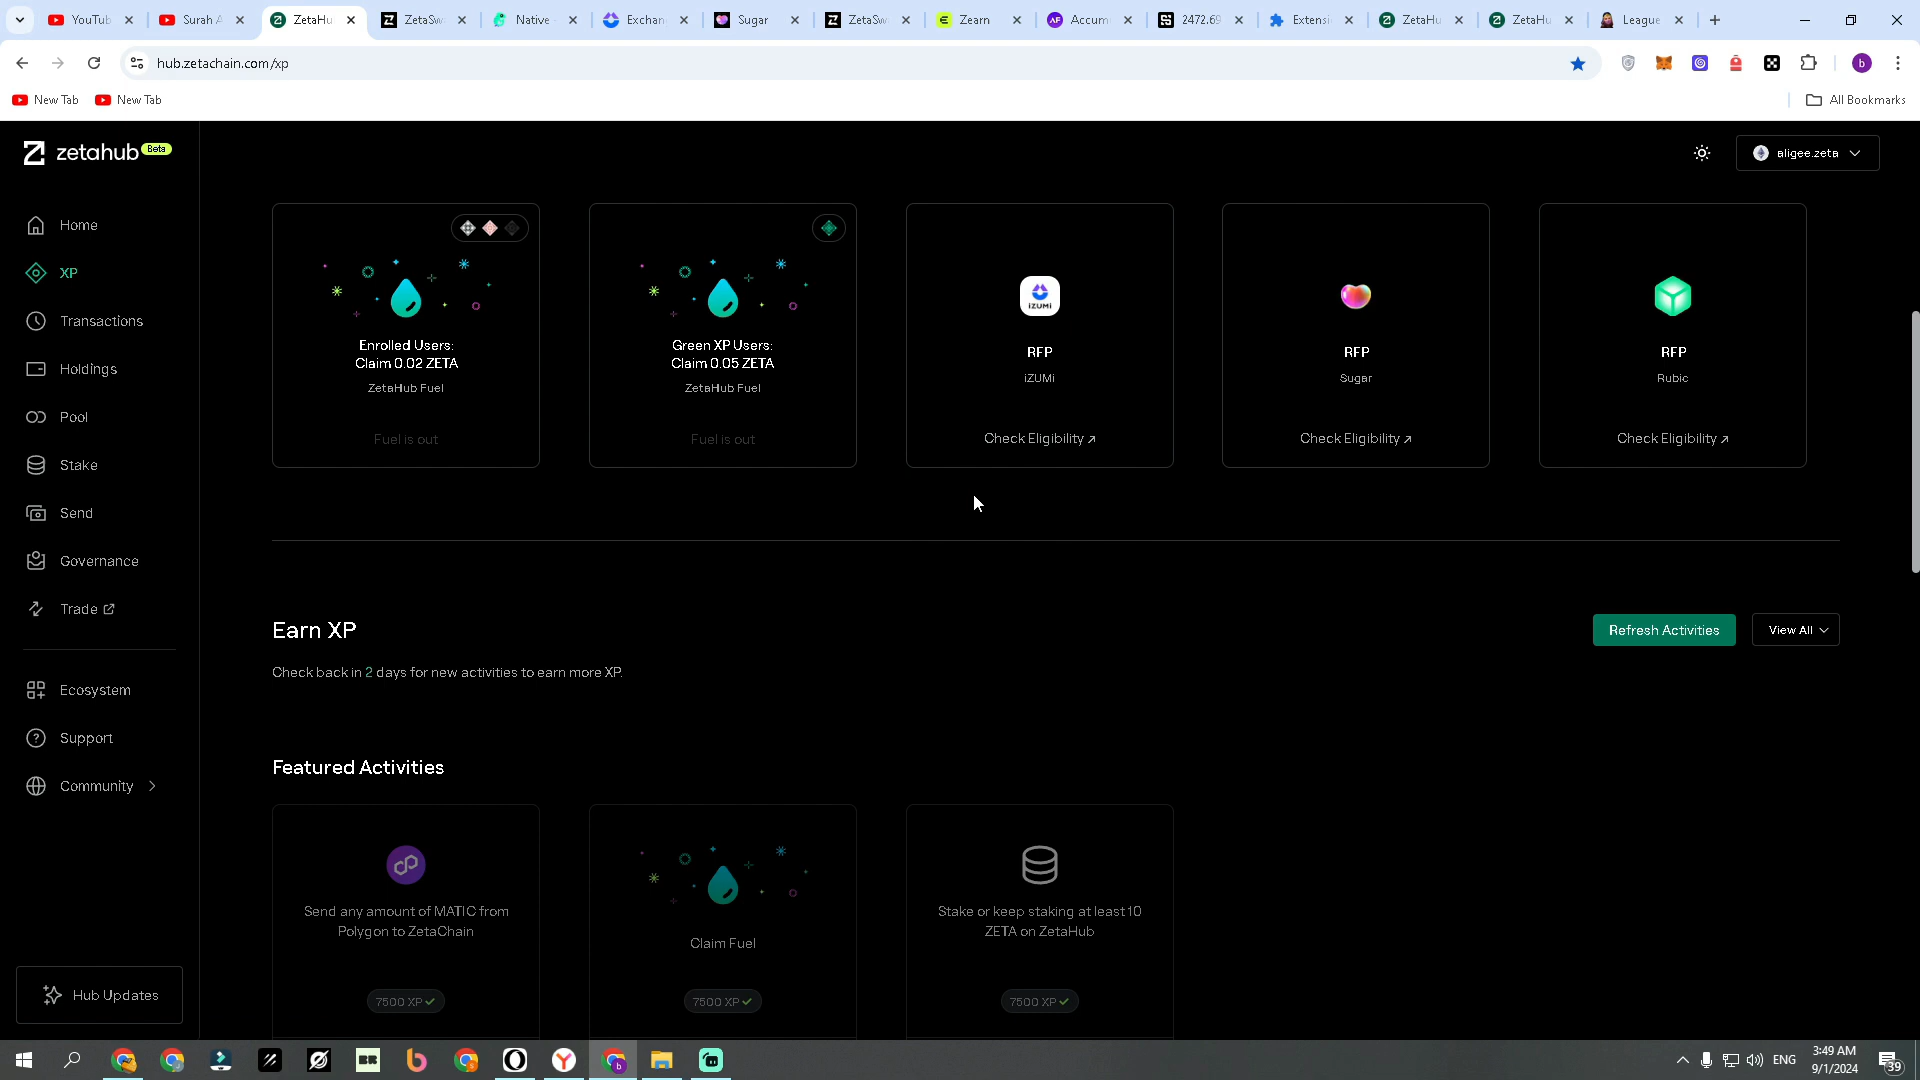 YouTub
Surah A
ZetaHu
ZetaSw
Native -
Exchan
Sugar
ZetaSw
Zearn
Accum
2472.69
Extensi
ZetaHu
ZetaHu
League
hub.zetachain.com/xp
b
New Tab
New Tab
All Bookmarks
zetahub Beta
aligee.zeta
Home
XP
Transactions
Holdings
Pool
Stake
Send
Governance
Trade
Ecosystem
Support
Community
Hub Updates
Enrolled Users:
Claim 0.02 ZETA
ZetaHub Fuel
Fuel is out
Green XP Users:
Claim 0.05 ZETA
ZetaHub Fuel
Fuel is out
iZUMi
RFP
iZUMi
Check Eligibility ↗
RFP
Sugar
Check Eligibility ↗
RFP
Rubic
Check Eligibility ↗
Earn XP
Refresh Activities
View All
Check back in 2 days for new activities to earn more XP.
Featured Activities
Send any amount of MATIC from
Polygon to ZetaChain
7500 XP ✓
Claim Fuel
7500 XP ✓
Stake or keep staking at least 10
ZETA on ZetaHub
7500 XP ✓
BR
ENG
3:49 AM
9/1/2024
39